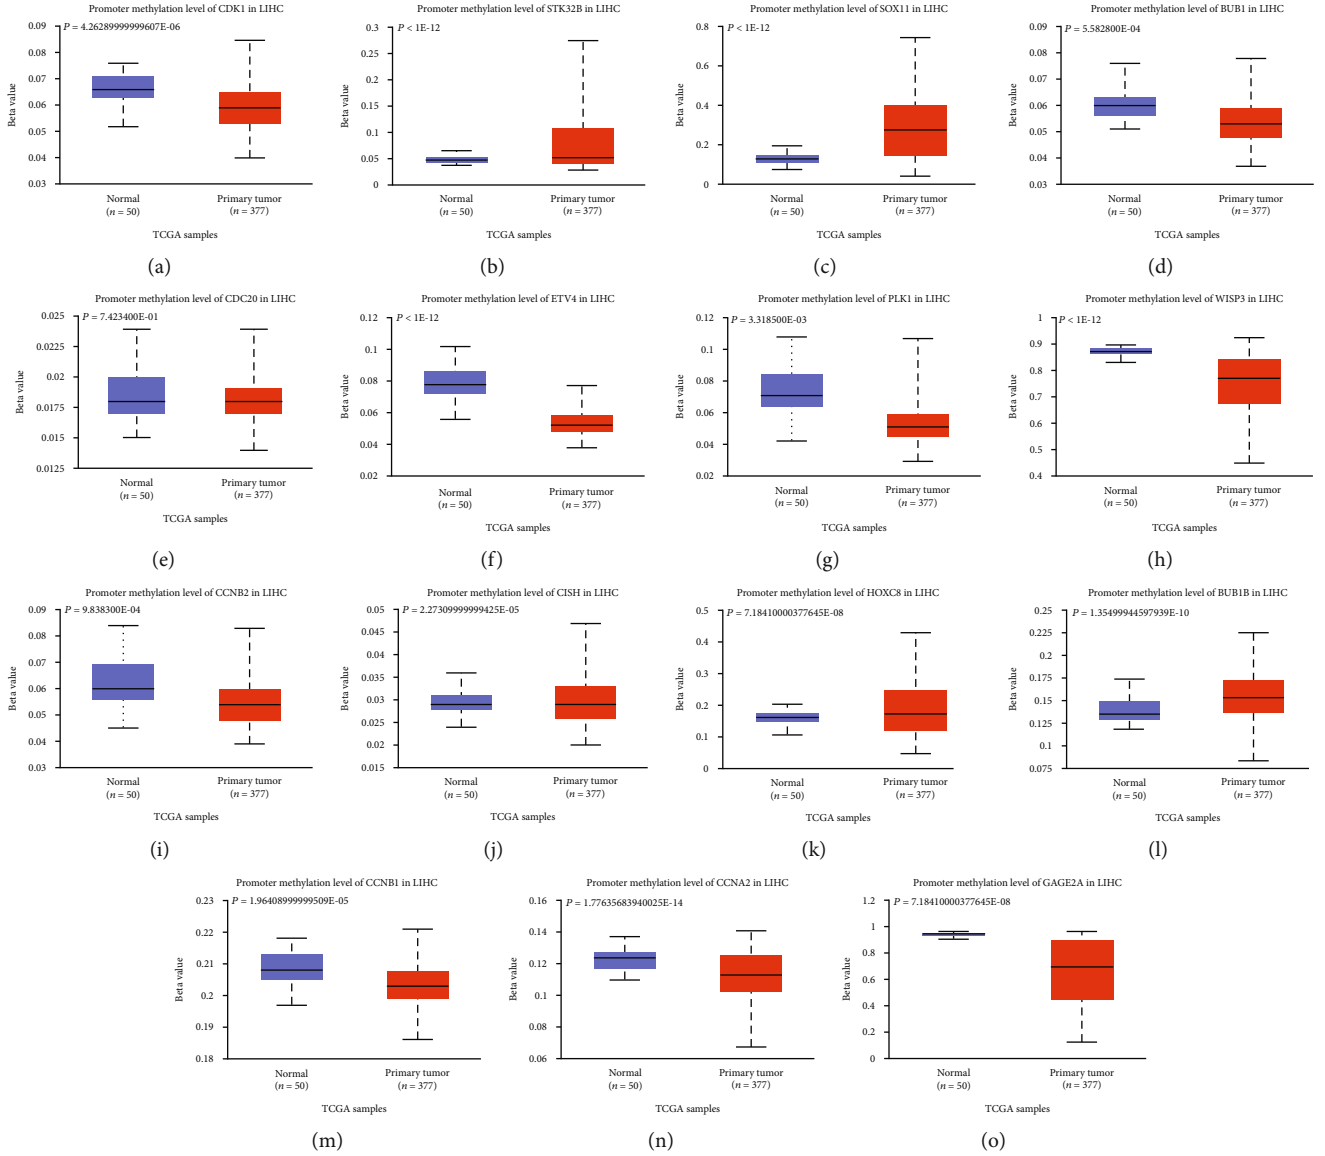 Promoter methylation level of CDK1 in LIHC
P = 4.26289999999607E-06
0.09
0.08
0.07
0.06
0.05
0.04
0.03
Beta value
Normal
(n = 50)
Primary tumor
(n = 377)
TCGA samples
(a)
Promoter methylation level of STK32B in LIHC
P < 1E-12
0.3
0.25
0.2
0.15
0.1
0.05
0
Beta value
Normal
(n = 50)
Primary tumor
(n = 377)
TCGA samples
(b)
Promoter methylation level of SOX11 in LIHC
P < 1E-12
0.8
0.6
0.4
0.2
0
Beta value
Normal
(n = 50)
Primary tumor
(n = 377)
TCGA samples
(c)
Promoter methylation level of BUB1 in LIHC
P = 5.582800E-04
0.09
0.08
0.07
0.06
0.05
0.04
0.03
Beta value
Normal
(n = 50)
Primary tumor
(n = 377)
TCGA samples
(d)
Promoter methylation level of CDC20 in LIHC
P = 7.423400E-01
0.025
0.0225
0.02
0.0175
0.015
0.0125
Beta value
Normal
(n = 50)
Primary tumor
(n = 377)
TCGA samples
(e)
Promoter methylation level of ETV4 in LIHC
P < 1E-12
0.12
0.1
0.08
0.06
0.04
0.02
Beta value
Normal
(n = 50)
Primary tumor
(n = 377)
TCGA samples
(f)
Promoter methylation level of PLK1 in LIHC
P = 3.318500E-03
0.12
0.1
0.08
0.06
0.04
0.02
Beta value
Normal
(n = 50)
Primary tumor
(n = 377)
TCGA samples
(g)
Promoter methylation level of WISP3 in LIHC
P < 1E-12
1
0.9
0.8
0.7
0.6
0.5
0.4
Beta value
Normal
(n = 50)
Primary tumor
(n = 377)
TCGA samples
(h)
Promoter methylation level of CCNB2 in LIHC
P = 9.838300E-04
0.09
0.08
0.07
0.06
0.05
0.04
0.03
Beta value
Normal
(n = 50)
Primary tumor
(n = 377)
TCGA samples
(i)
Promoter methylation level of CISH in LIHC
P = 2.27309999999425E-05
0.05
0.045
0.04
0.035
0.03
0.025
0.02
0.015
Beta value
Normal
(n = 50)
Primary tumor
(n = 377)
TCGA samples
(j)
Promoter methylation level of HOXC8 in LIHC
P = 7.18410000377645E-08
0.5
0.4
0.3
0.2
0.1
0
Beta value
Normal
(n = 50)
Primary tumor
(n = 377)
TCGA samples
(k)
Promoter methylation level of BUB1B in LIHC
P = 1.35499944597939E-10
0.25
0.225
0.2
0.175
0.15
0.125
0.1
0.075
Beta value
Normal
(n = 50)
Primary tumor
(n = 377)
TCGA samples
(l)
Promoter methylation level of CCNB1 in LIHC
P = 1.96408999999509E-05
0.23
0.22
0.21
0.2
0.19
0.18
Beta value
Normal
(n = 50)
Primary tumor
(n = 377)
TCGA samples
(m)
Promoter methylation level of CCNA2 in LIHC
P = 1.77635683940025E-14
0.16
0.14
0.12
0.1
0.08
0.06
Beta value
Normal
(n = 50)
Primary tumor
(n = 377)
TCGA samples
(n)
Promoter methylation level of GAGE2A in LIHC
P = 7.18410000377645E-08
1.2
1
0.8
0.6
0.4
0.2
0
Beta value
Normal
(n = 50)
Primary tumor
(n = 377)
TCGA samples
(o)